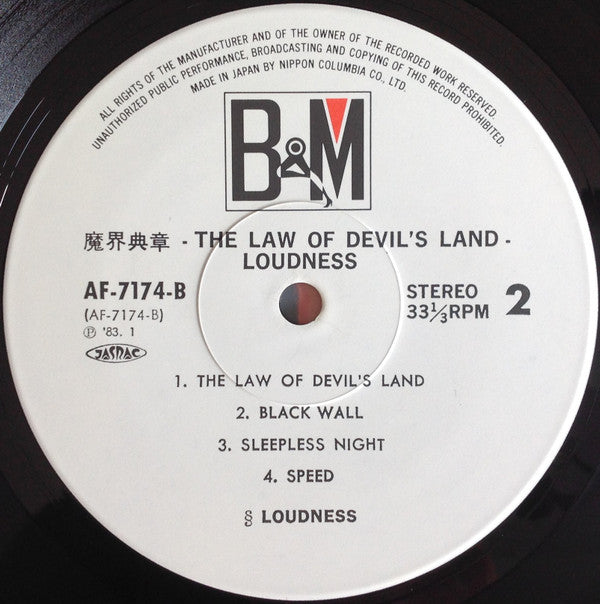 ALL RIGHTS OF THE MANUFACTURER AND OF THE OWNER OF THE RECORDED WORK RESERVED.
UNAUTHORIZED PUBLIC PERFORMANCE, BROADCASTING AND COPYING OF THIS RECORD PROHIBITED.
MADE IN JAPAN BY NIPPON COLUMBIA CO., LTD.
B&M
魔界典章 - THE LAW OF DEVIL'S LAND -
LOUDNESS
AF-7174-B
(AF-7174-B)
Ⓟ '83. 1
JASRAC
STEREO
33⅓RPM
2
1. THE LAW OF DEVIL'S LAND
2. BLACK WALL
3. SLEEPLESS NIGHT
4. SPEED
§ LOUDNESS